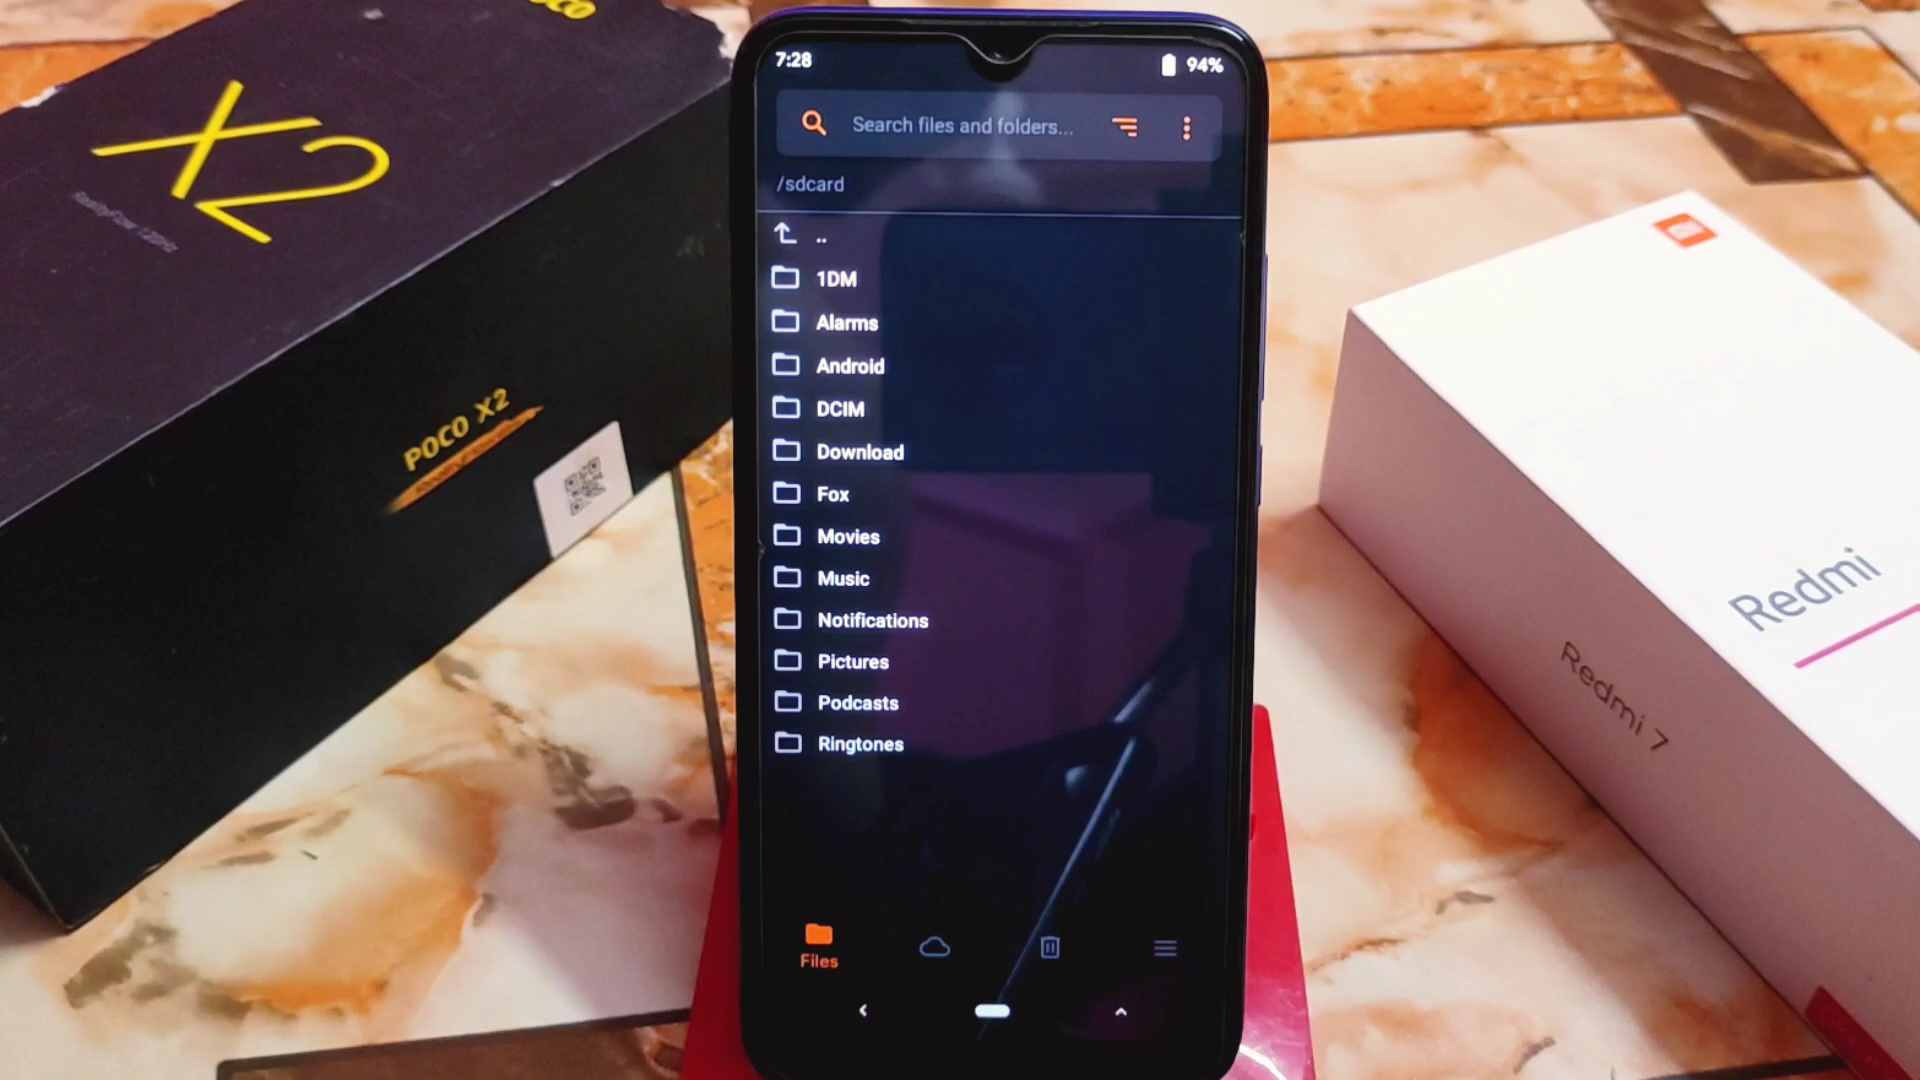 X2
POCO X2
7:28
94%
Search files and folders...
/sdcard
..
1DM
Alarms
Android
DCIM
Download
Fox
Movies
Music
Notifications
Pictures
Podcasts
Ringtones
Files
Redmi
Redmi 7